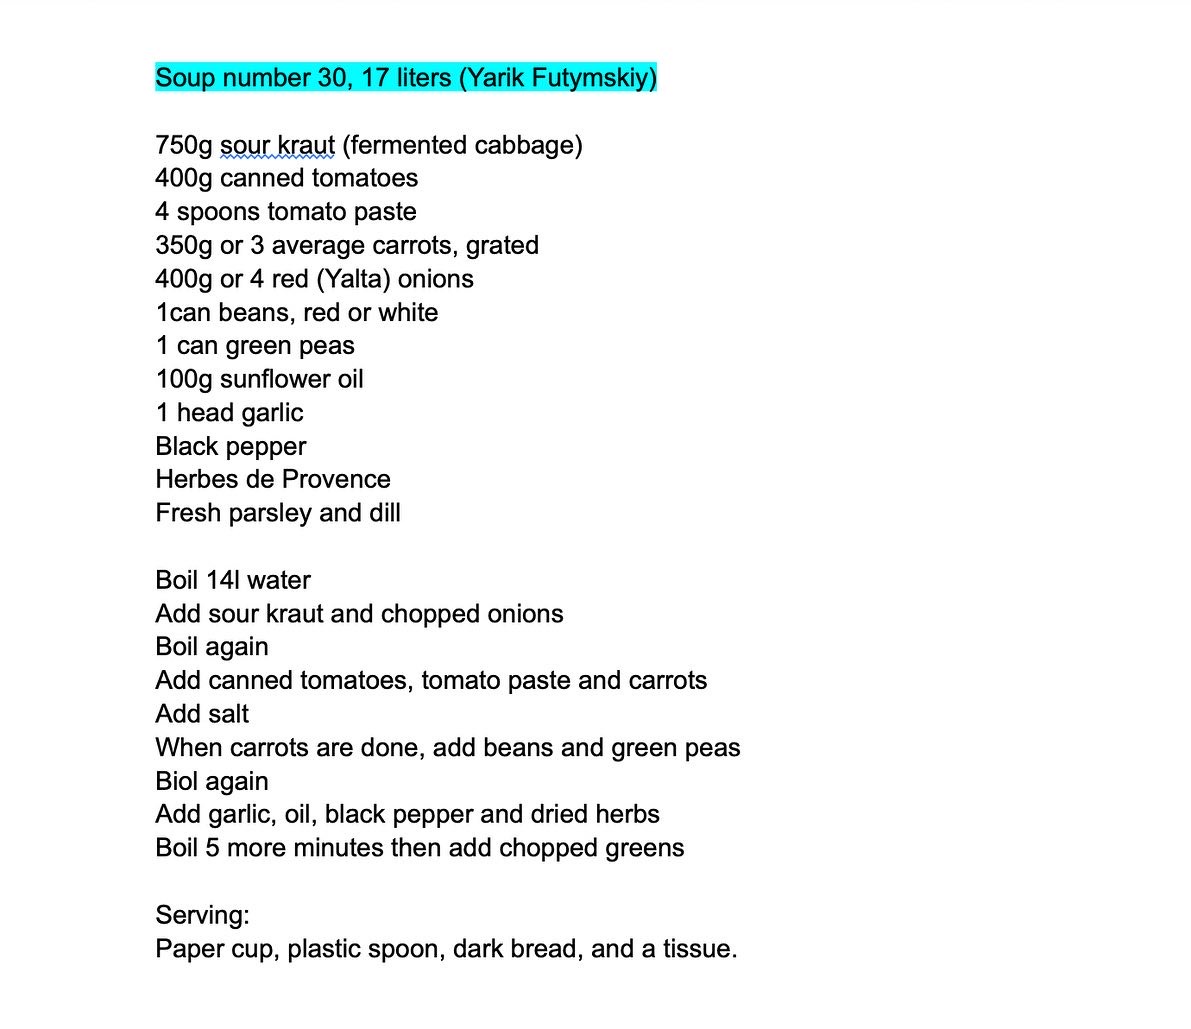 Soup number 30, 17 liters (Yarik Futymskiy)
750g sour kraut (fermented cabbage)
400g canned tomatoes
4 spoons tomato paste
350g or 3 average carrots, grated
400g or 4 red (Yalta) onions
1can beans, red or white
1 can green peas
100g sunflower oil
1 head garlic
Black pepper
Herbes de Provence
Fresh parsley and dill
Boil 14l water
Add sour kraut and chopped onions
Boil again
Add canned tomatoes, tomato paste and carrots
Add salt
When carrots are done, add beans and green peas
Biol again
Add garlic, oil, black pepper and dried herbs
Boil 5 more minutes then add chopped greens
Serving:
Paper cup, plastic spoon, dark bread, and a tissue.